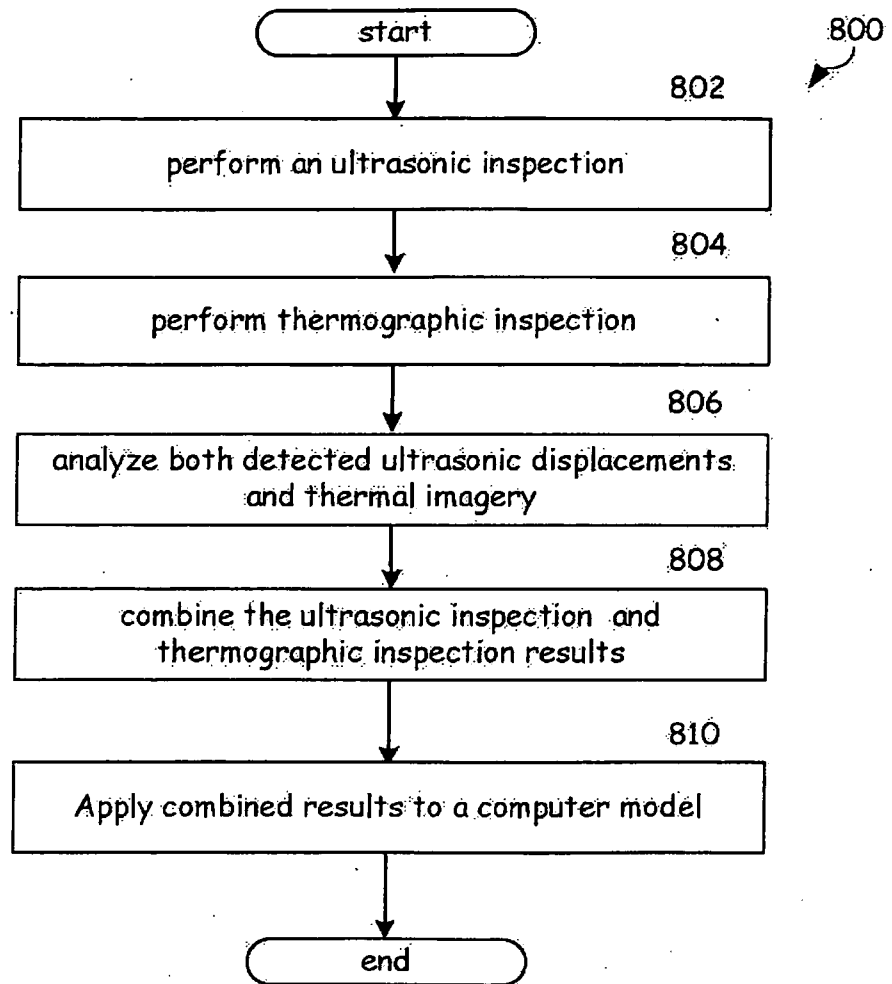 start
800
802
perform an ultrasonic inspection
804
perform thermographic inspection
806
analyze both detected ultrasonic displacements
and thermal imagery
808
combine the ultrasonic inspection and
thermographic inspection results
810
Apply combined results to a computer model
end